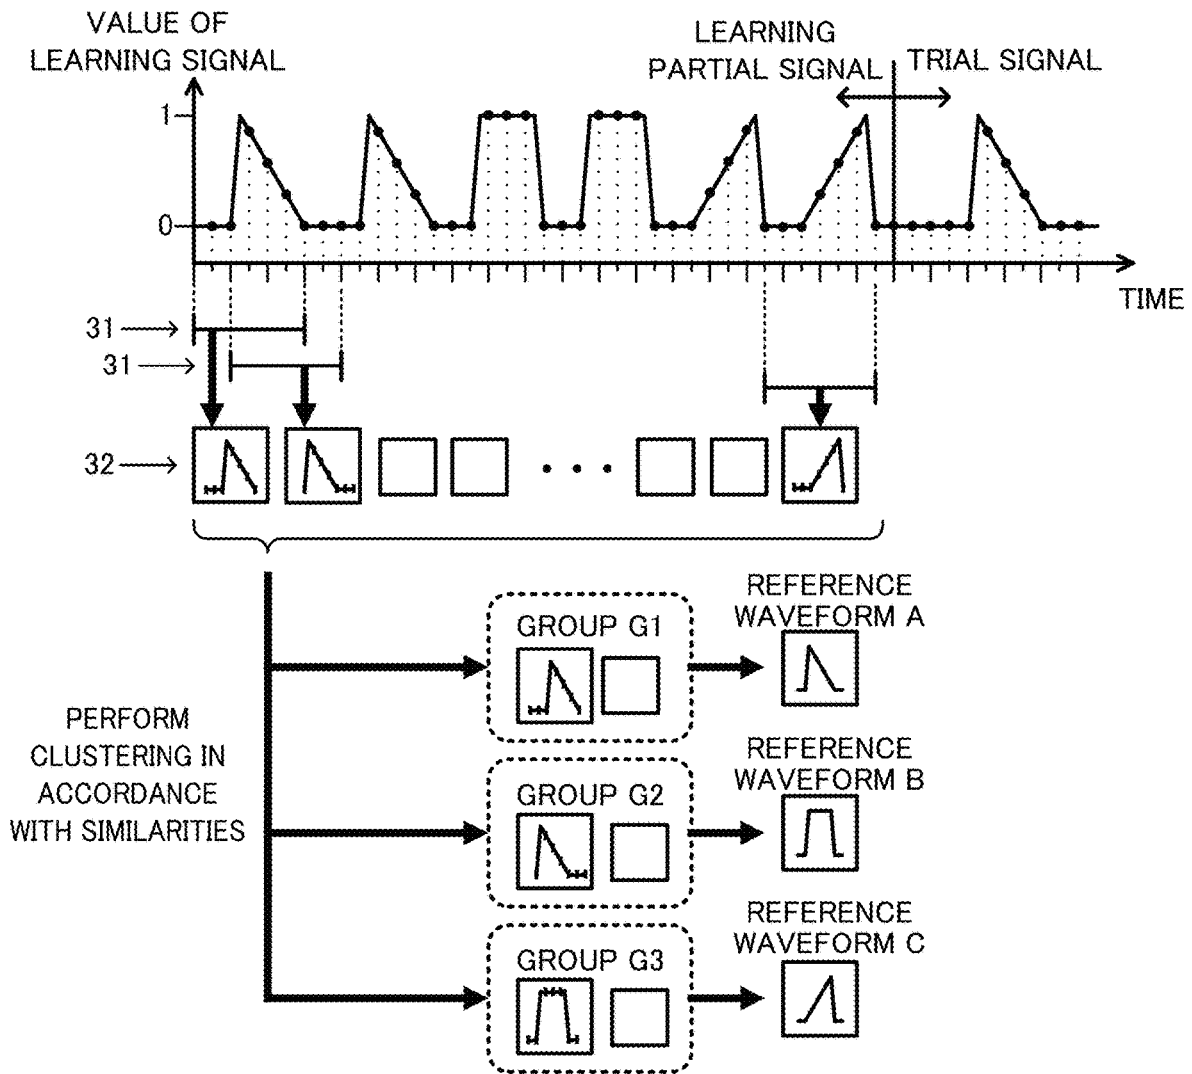 VALUE OF
LEARNING SIGNAL
LEARNING
PARTIAL SIGNAL
TRIAL SIGNAL
1
0
TIME
31
31
32
REFERENCE
WAVEFORM A
GROUP G1
PERFORM
CLUSTERING IN
ACCORDANCE
WITH SIMILARITIES
REFERENCE
WAVEFORM B
GROUP G2
REFERENCE
WAVEFORM C
GROUP G3